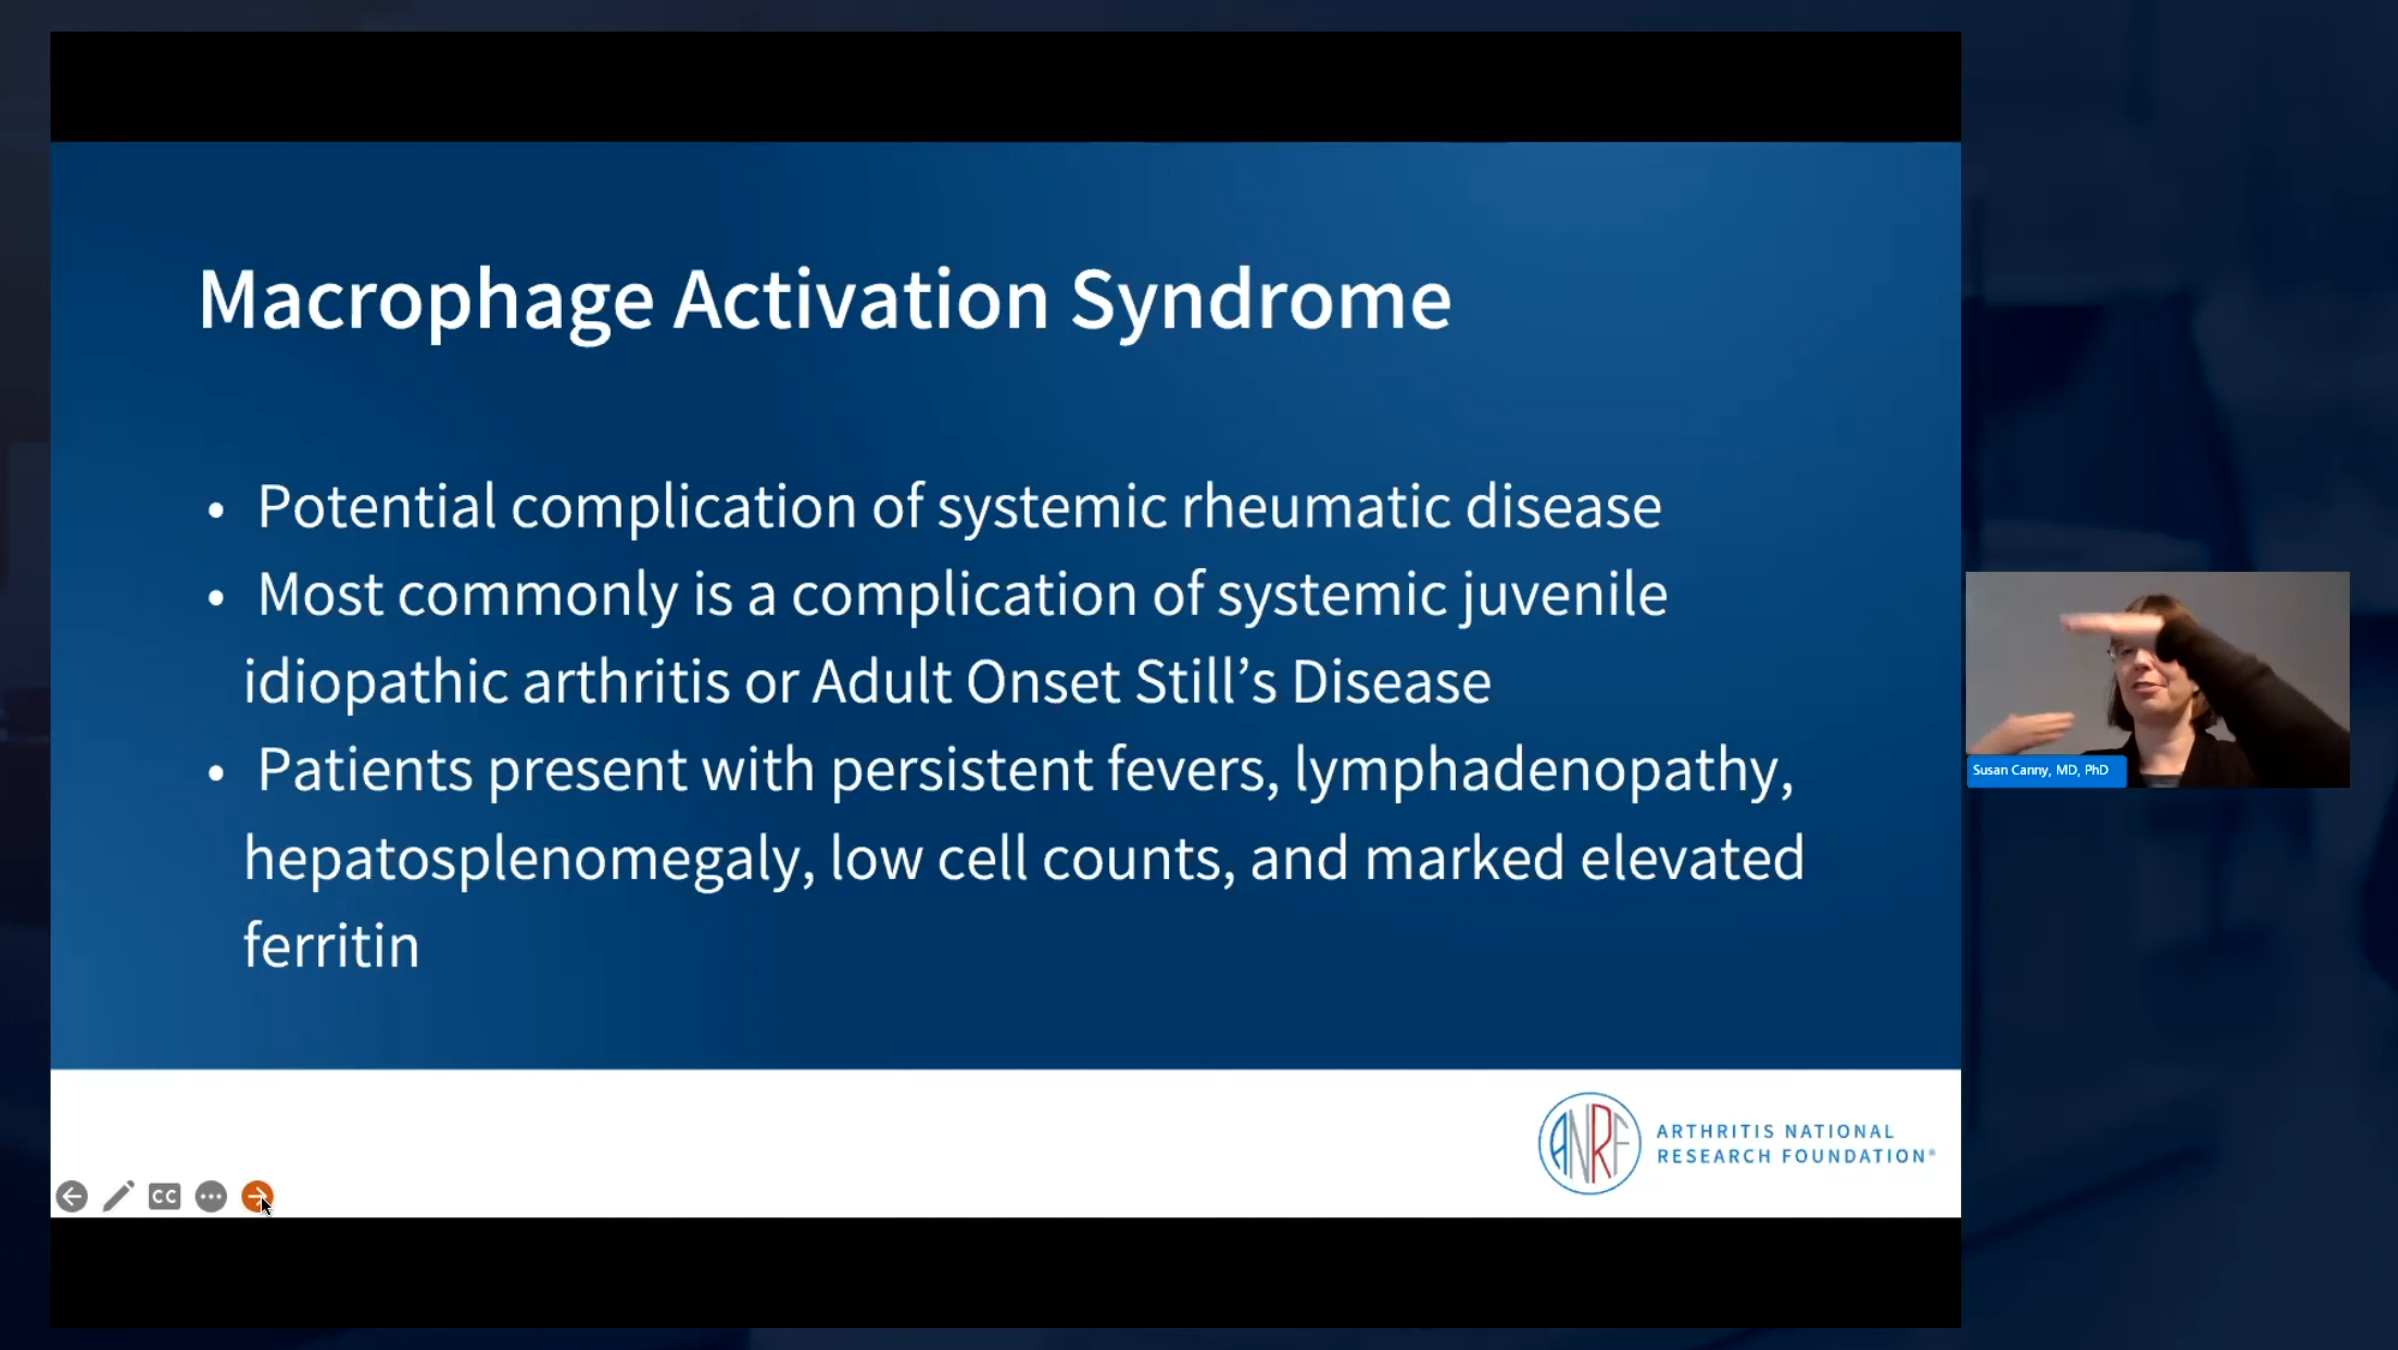 Macrophage Activation Syndrome
• Potential complication of systemic rheumatic disease
• Most commonly is a complication of systemic juvenile
idiopathic arthritis or Adult Onset Still’s Disease
• Patients present with persistent fevers, lymphadenopathy,
hepatosplenomegaly, low cell counts, and marked elevated
ferritin
Susan Canny, MD, PhD
ANRF
ARTHRITIS NATIONAL
RESEARCH FOUNDATION®
CC